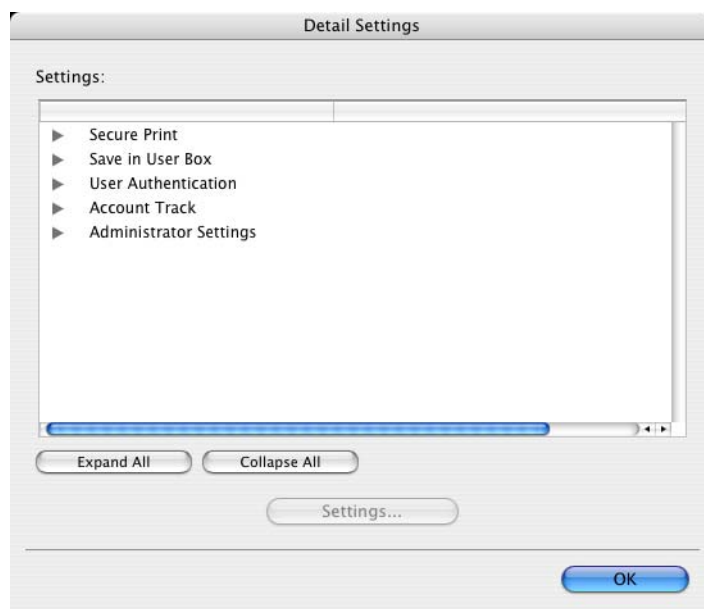 Detail Settings
Settings:
Secure Print
Save in User Box
User Authentication
Account Track
Administrator Settings
Expand All
Collapse All
Settings...
OK